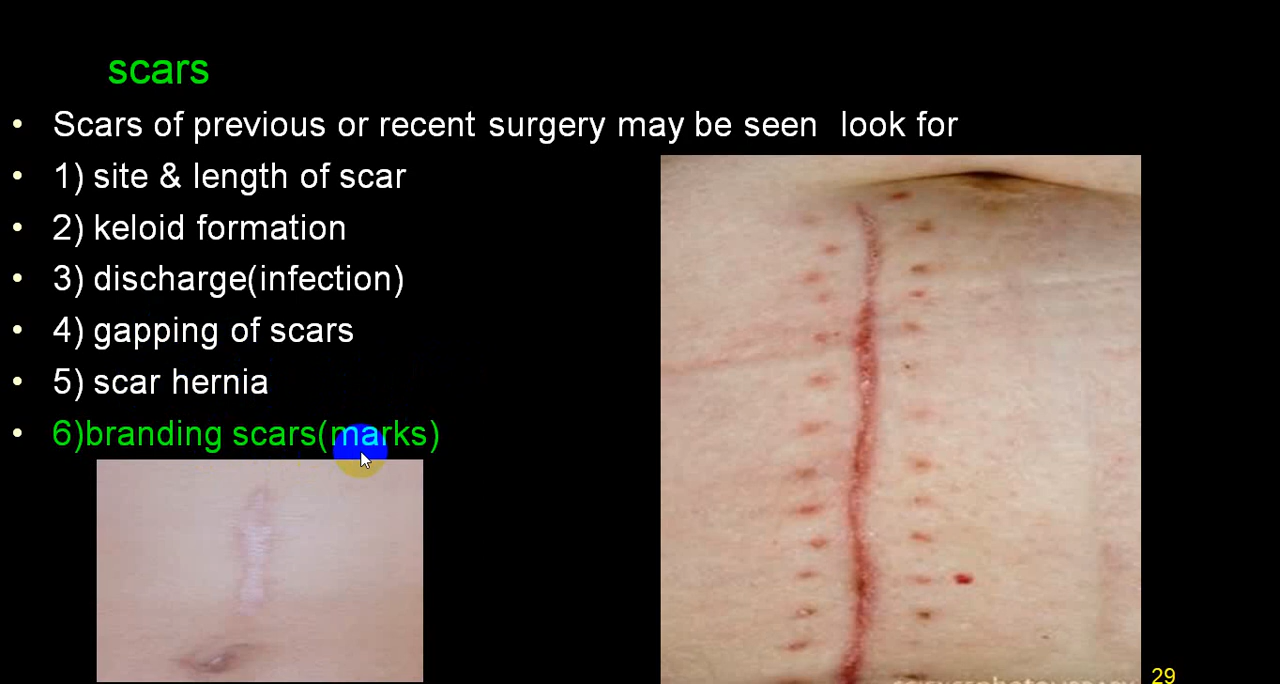 scars
• Scars of previous or recent surgery may be seen look for
• 1) site & length of scar
• 2) keloid formation
• 3) discharge(infection)
• 4) gapping of scars
• 5) scar hernia
• 6)branding scars(marks)
29